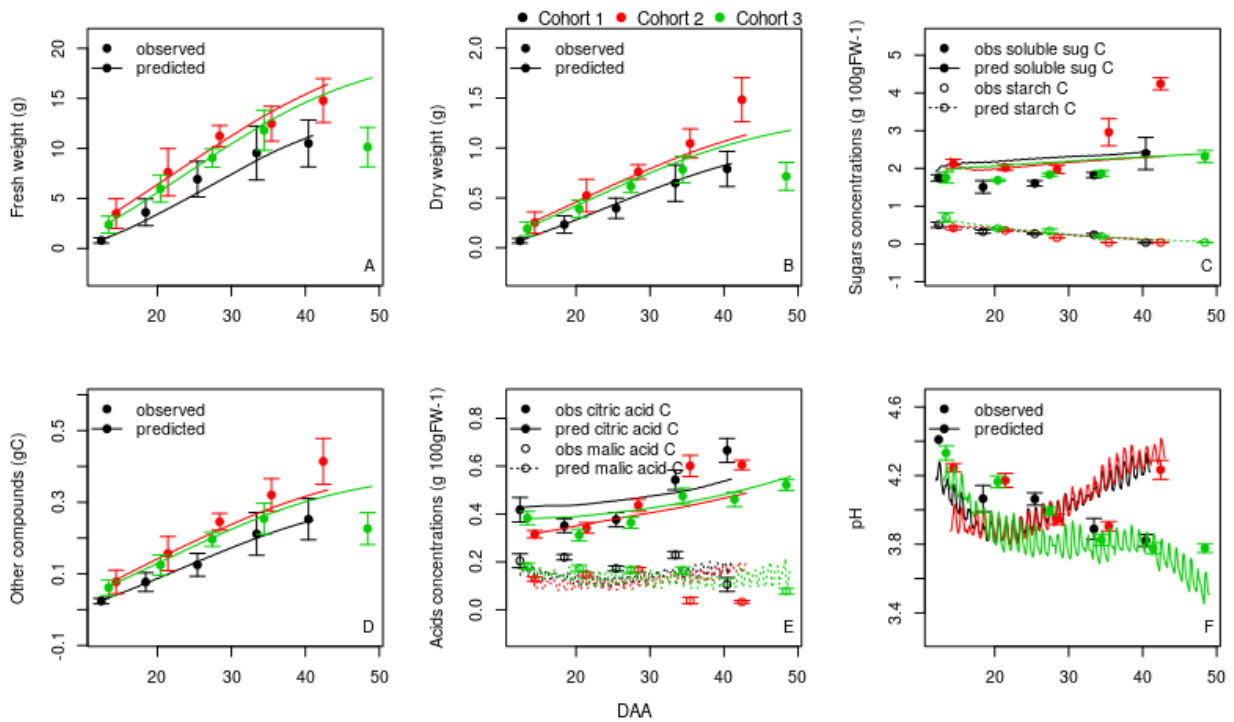 Cohort 1 Cohort 2 Cohort 3
Fresh weight (g)
20
15
10
5
0
observed
predicted
A
20 30 40 50
Dry weight (g)
2.0
1.5
1.0
0.5
0.0
observed
predicted
B
20 30 40 50
Sugars concentrations (g 100gFW-1)
5
4
3
2
1
0
-1
obs soluble sug C
pred soluble sug C
obs starch C
pred starch C
C
20 30 40 50
Other compounds (gC)
0.5
0.3
0.1
-0.1
observed
predicted
D
20 30 40 50
Acids concentrations (g 100gFW-1)
0.8
0.6
0.4
0.2
0.0
obs citric acid C
pred citric acid C
obs malic acid C
pred malic acid C
E
20 30 40 50
pH
4.6
4.2
3.8
3.4
observed
predicted
F
20 30 40 50
DAA